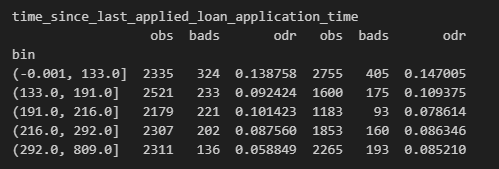 time_since_last_applied_loan_application_time
obs bads odr obs bads odr
bin
(-0.001, 133.0] 2335 324 0.138758 2755 405 0.147005
(133.0, 191.0] 2521 233 0.092424 1600 175 0.109375
(191.0, 216.0] 2179 221 0.101423 1183 93 0.078614
(216.0, 292.0] 2307 202 0.087560 1853 160 0.086346
(292.0, 809.0] 2311 136 0.058849 2265 193 0.085210